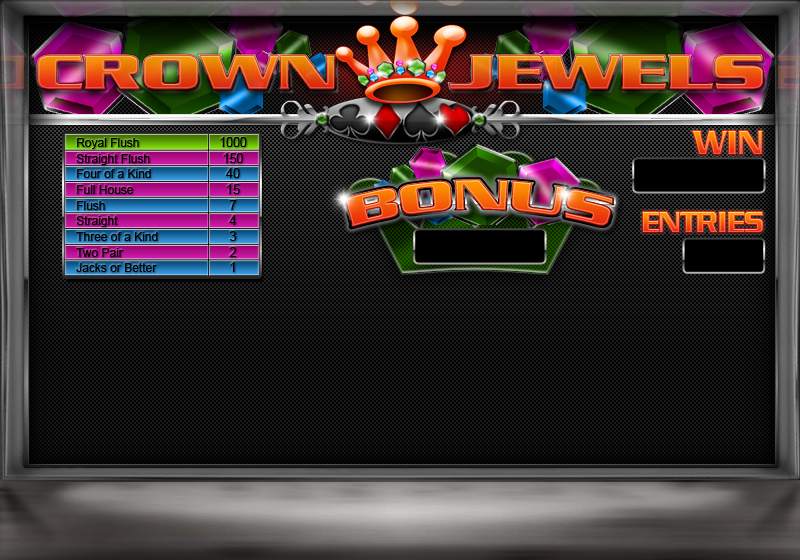 CROWN JEWELS
Royal Flush 1000
Straight Flush 150
Four of a Kind 40
Full House 15
Flush 7
Straight 4
Three of a Kind 3
Two Pair 2
Jacks or Better 1
BONUS
WIN
ENTRIES